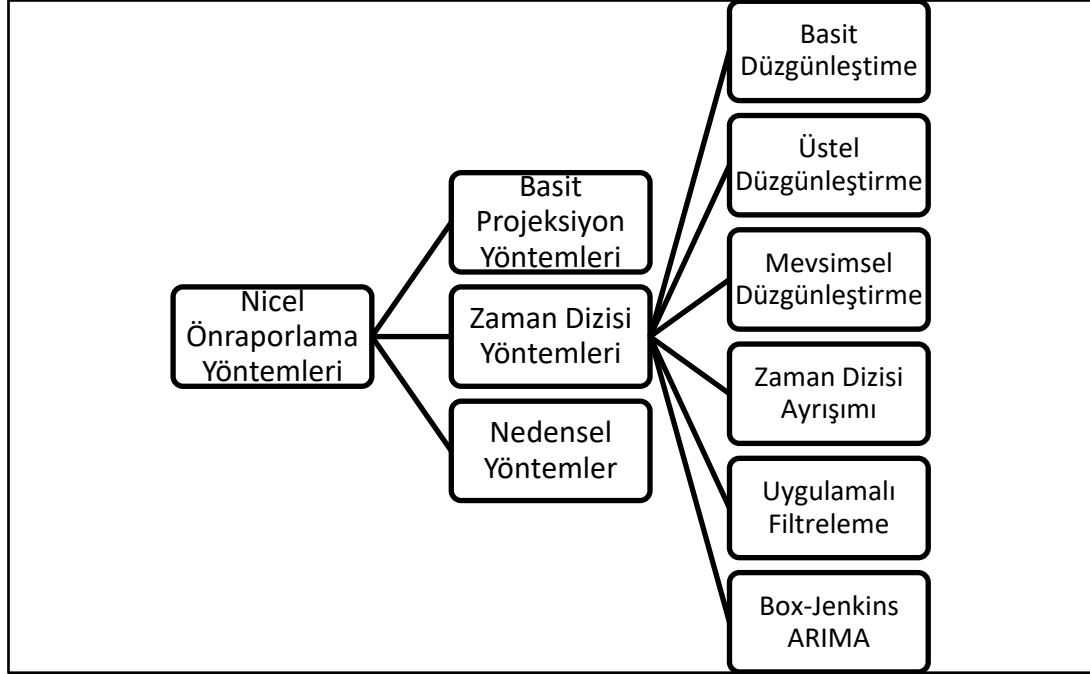 Nicel
Önraporlama
Yöntemleri
Basit
Projeksiyon
Yöntemleri
Zaman Dizisi
Yöntemleri
Nedensel
Yöntemler
Basit
Düzgünleştime
Üstel
Düzgünleştirme
Mevsimsel
Düzgünleştirme
Zaman Dizisi
Ayrışımı
Uygulamalı
Filtreleme
Box-Jenkins
ARIMA